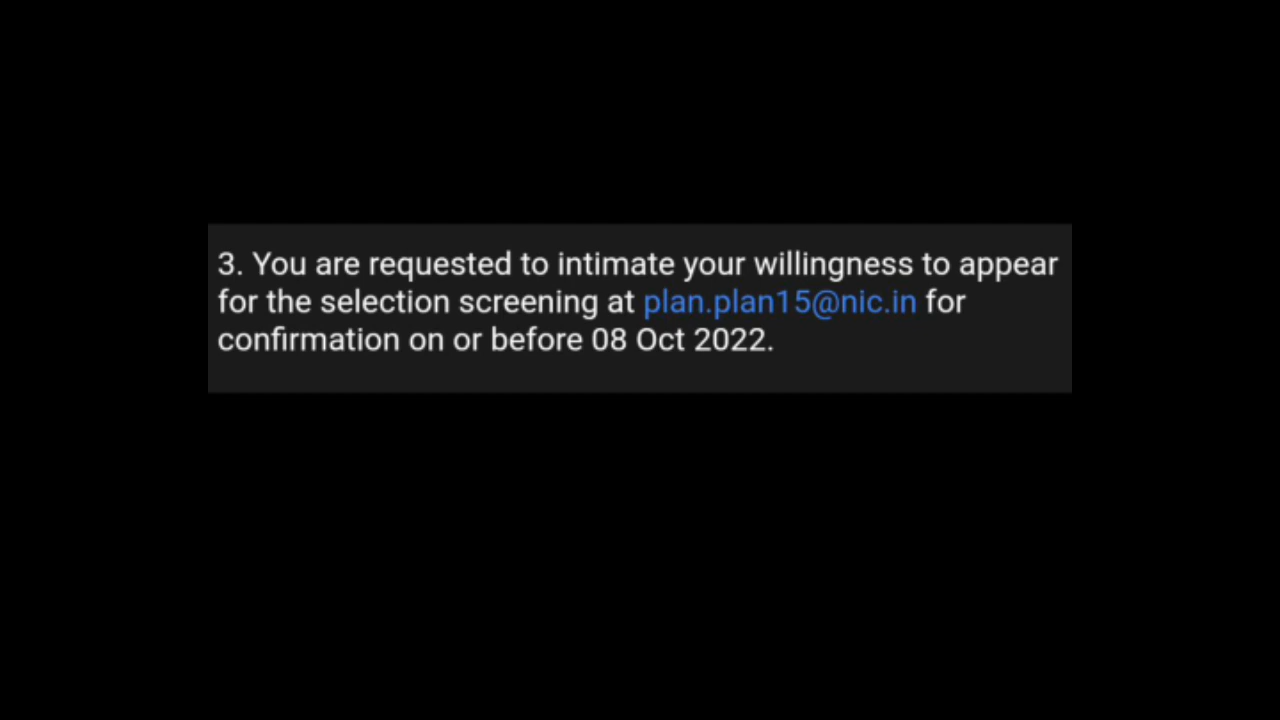 3. You are requested to intimate your willingness to appear
for the selection screening at plan.plan15@nic.in for
confirmation on or before 08 Oct 2022.